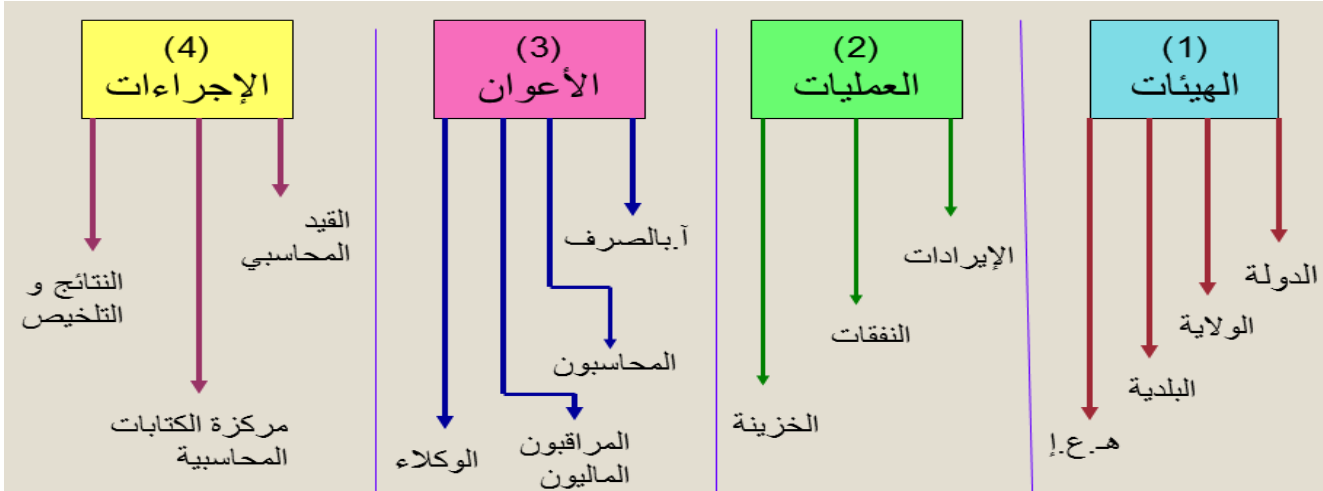 (1)
الهيئات
الدولة
الولاية
البلدية
هـ.ع.إ
(2)
العمليات
الإيرادات
النفقات
الخزينة
(3)
الأعوان
آ.بالصرف
المحاسبون
المراقبون
الماليون
الوكلاء
(4)
الإجراءات
القيد
المحاسبي
مركزة الكتابات
المحاسبية
النتائج و
التلخيص